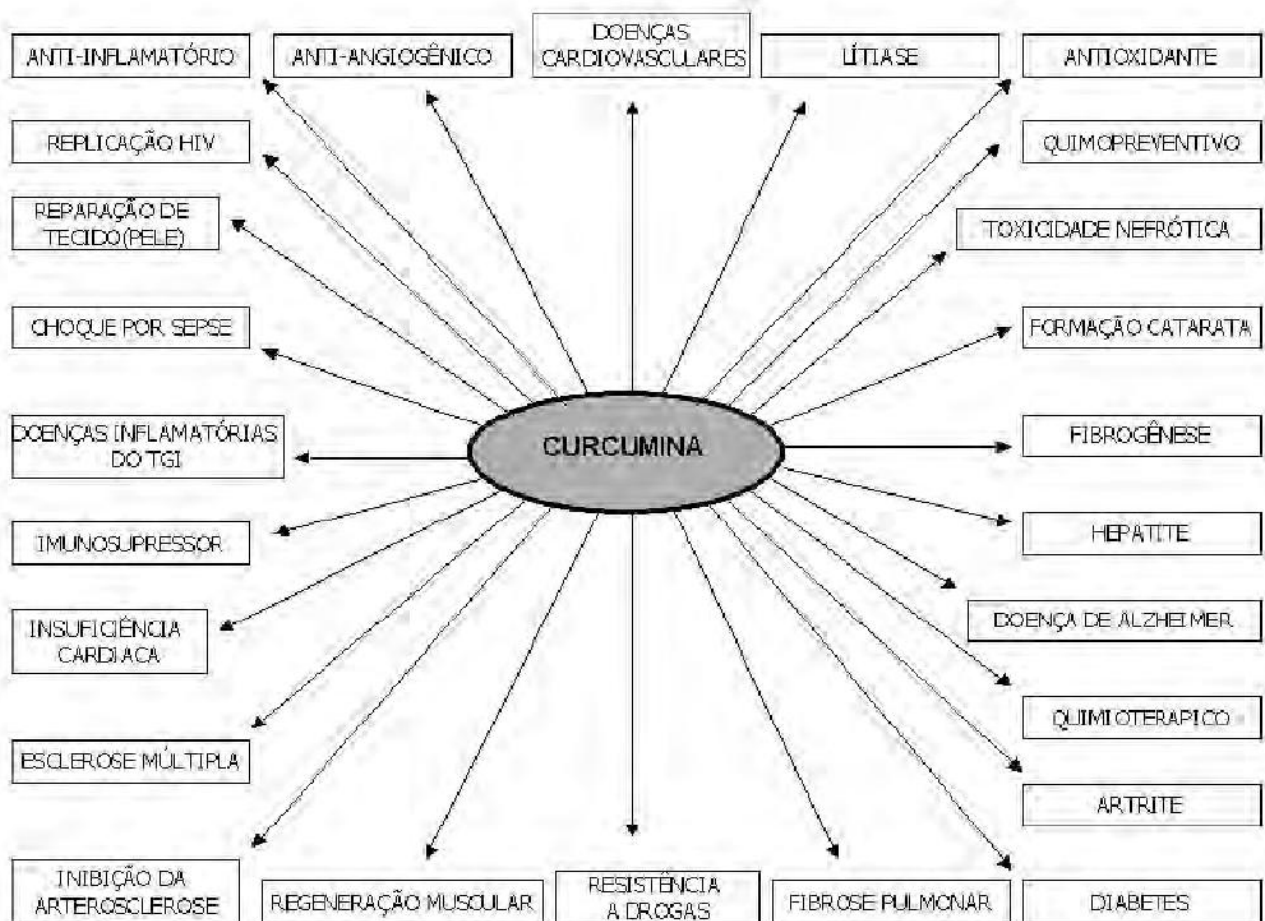 DOENÇAS
CARDIOVASCULARES
ANTI-INFLAMATÓRIO
ANTI-ANGIOGÊNICO
LÍTIASE
ANTIOXIDANTE
REPLICAÇÃO HIV
QUIMOPREVENTIVO
REPARAÇÃO DE
TECIDO(PELE)
TOXICIDADE NEFRÓTICA
CHOQUE POR SEPSE
FORMAÇÃO CATARATA
DOENÇAS INFLAMATÓRIAS
DO TGI
CURCUMINA
FIBROGÊNESE
IMUNOSUPRESSOR
HEPATITE
INSUFICIÊNCIA
CARDIACA
DOENÇA DE ALZHEIMER
QUIMIOTERAPICO
ESCLEROSE MÚLTIPLA
ARTRITE
INIBIÇÃO DA
ARTEROSCLEROSE
REGENERAÇÃO MUSCULAR
RESISTÊNCIA
A DROGAS
FIBROSE PULMONAR
DIABETES